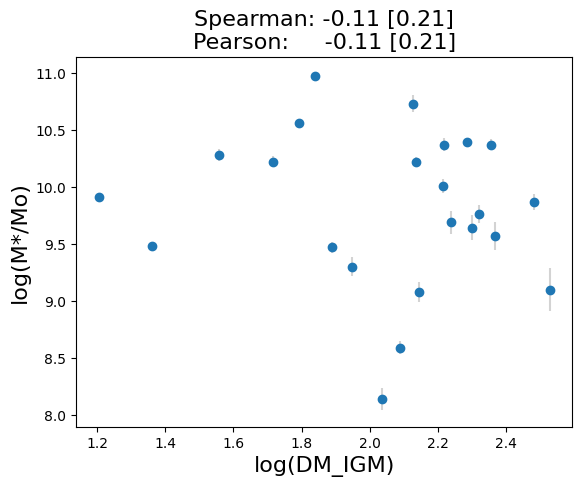 Spearman: -0.11 [0.21]
Pearson: -0.11 [0.21]
11.0
10.5
10.0
9.5
9.0
8.5
8.0
log(M*/Mo)
1.2 1.4 1.6 1.8 2.0 2.2 2.4
log(DM_IGM)